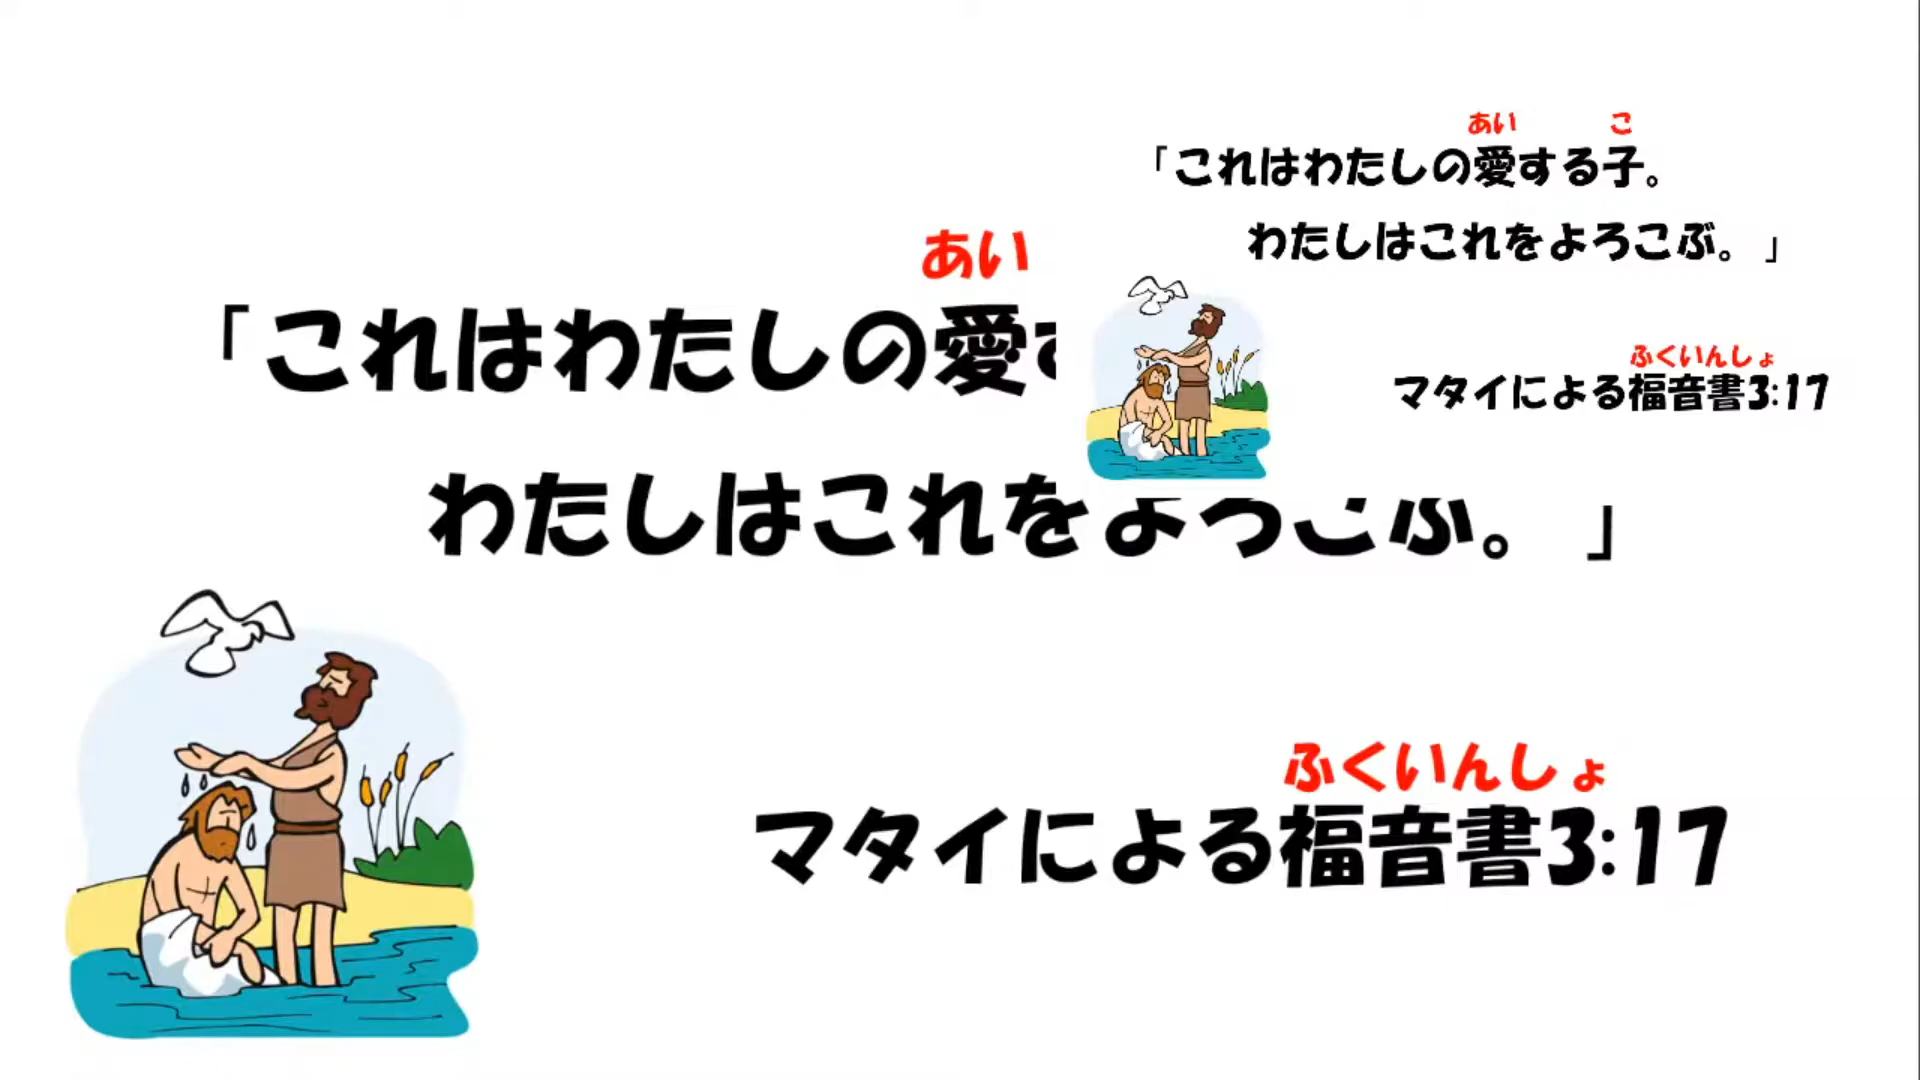 あい
「これはわたしの愛
わたしはこれをよろこぶ。」
ふくいんしょ
マタイによる福音書3:17
あい こ
「これはわたしの愛する子。
わたしはこれをよろこぶ。」
ふくいんしょ
マタイによる福音書3:17